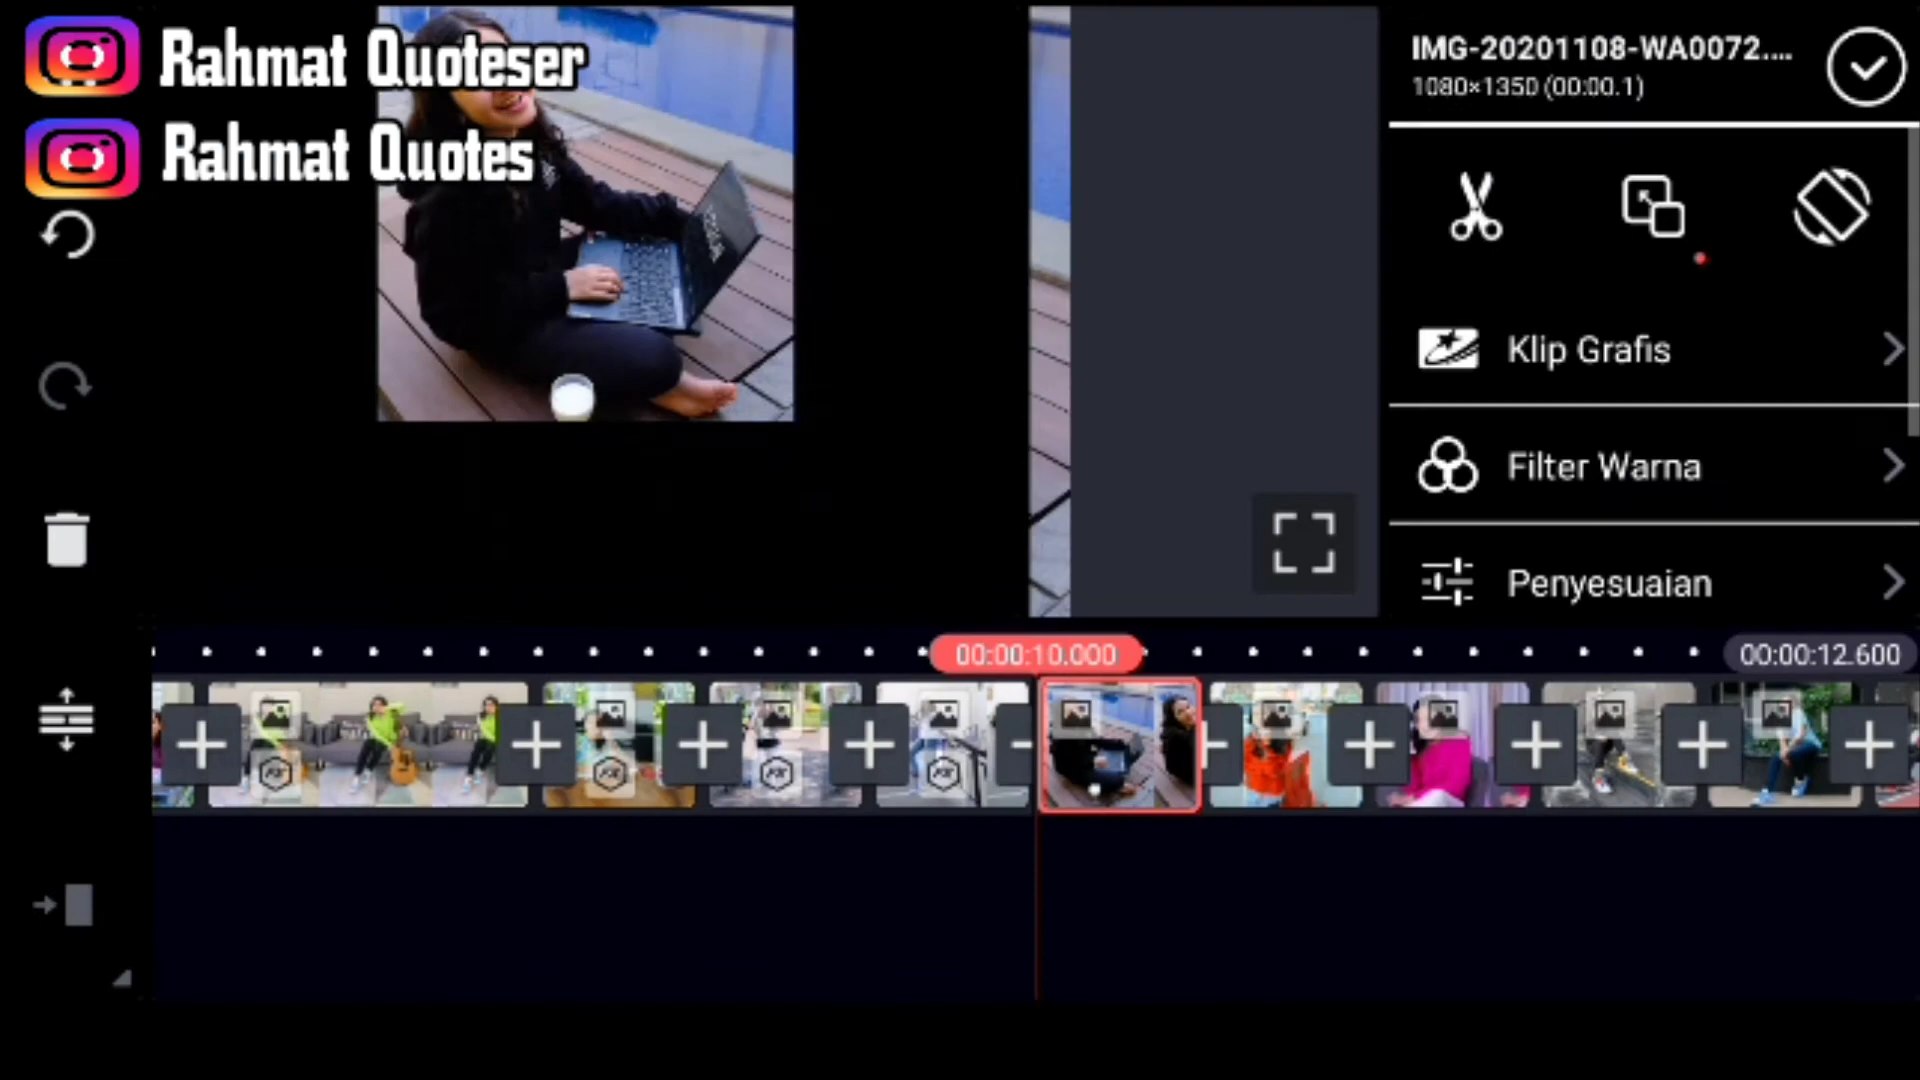 Rahmat Quoteser
Rahmat Quotes
IMG-20201108-WA0072....
1080×1350 (00:00.1)
Klip Grafis
Filter Warna
Penyesuaian
00:00:10.000
00:00:12.600